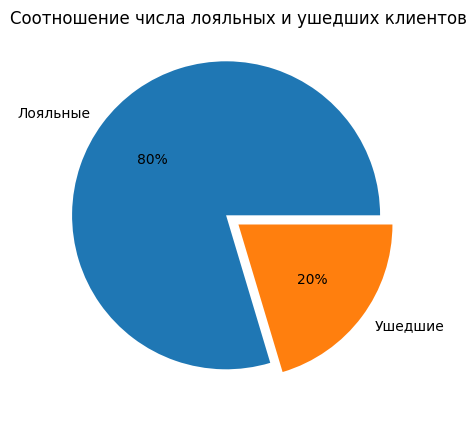 Соотношение числа лояльных и ушедших клиентов
Лояльные
80%
20%
Ушедшие